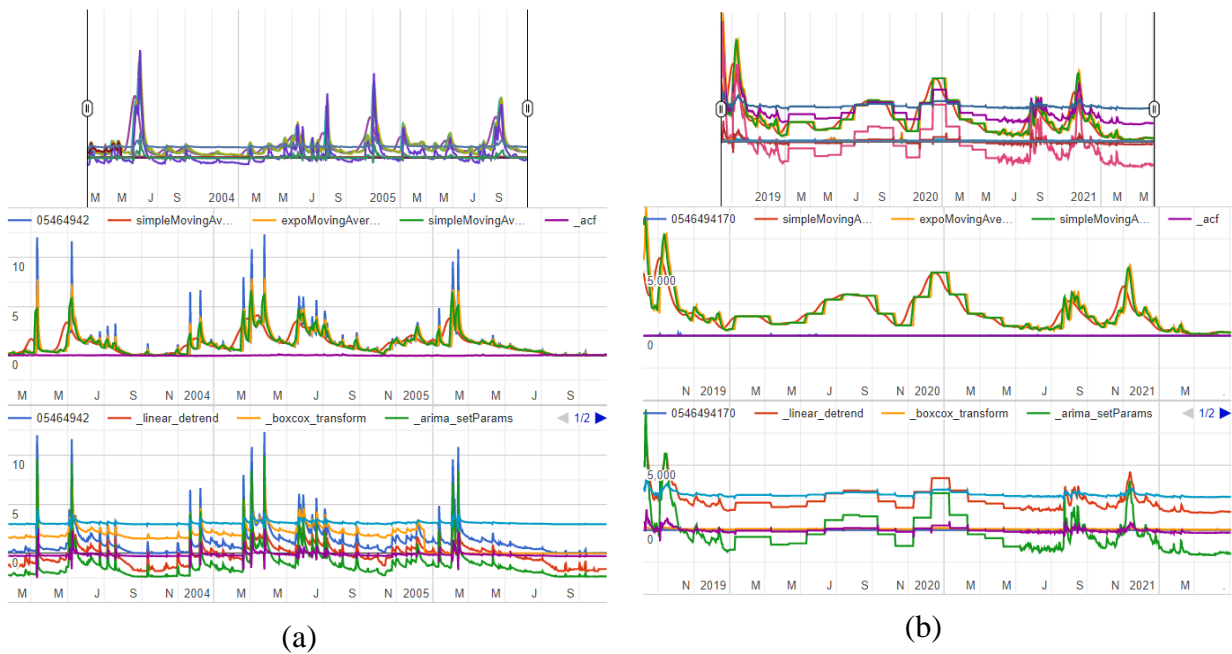 M M J S 2004 M M J S 2005 M M J S
05464942 simpleMovingAv... expoMovingAver... simpleMovingAv... _acf
10
5
0
M M J S N 2004 M M J S N 2005 M M J S
05464942 _linear_detrend _boxcox_transform _arima_setParams 1/2
10
5
0
M M J S N 2004 M M J S N 2005 M M J S
(a)
2019 M M J S 2020 M M J S 2021 M
0546494170 simpleMovingA... expoMovingAve... simpleMovingA... _acf
5,000
0
N 2019 M M J S N 2020 M M J S N 2021 M
0546494170 _linear_detrend _boxcox_transform _arima_setParams 1/2
5,000
0
N 2019 M M J S N 2020 M M J S N 2021 M
(b)